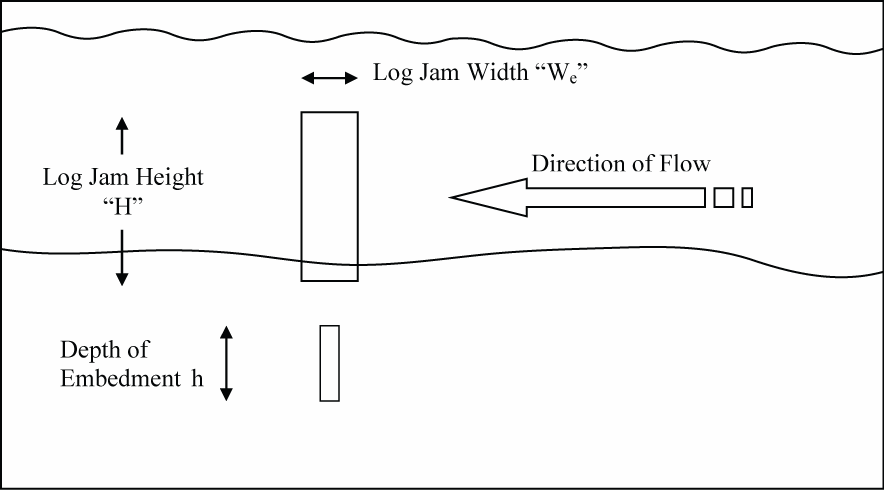 Log Jam Width “We”
Direction of Flow
Log Jam Height
“H”
Depth of
Embedment h